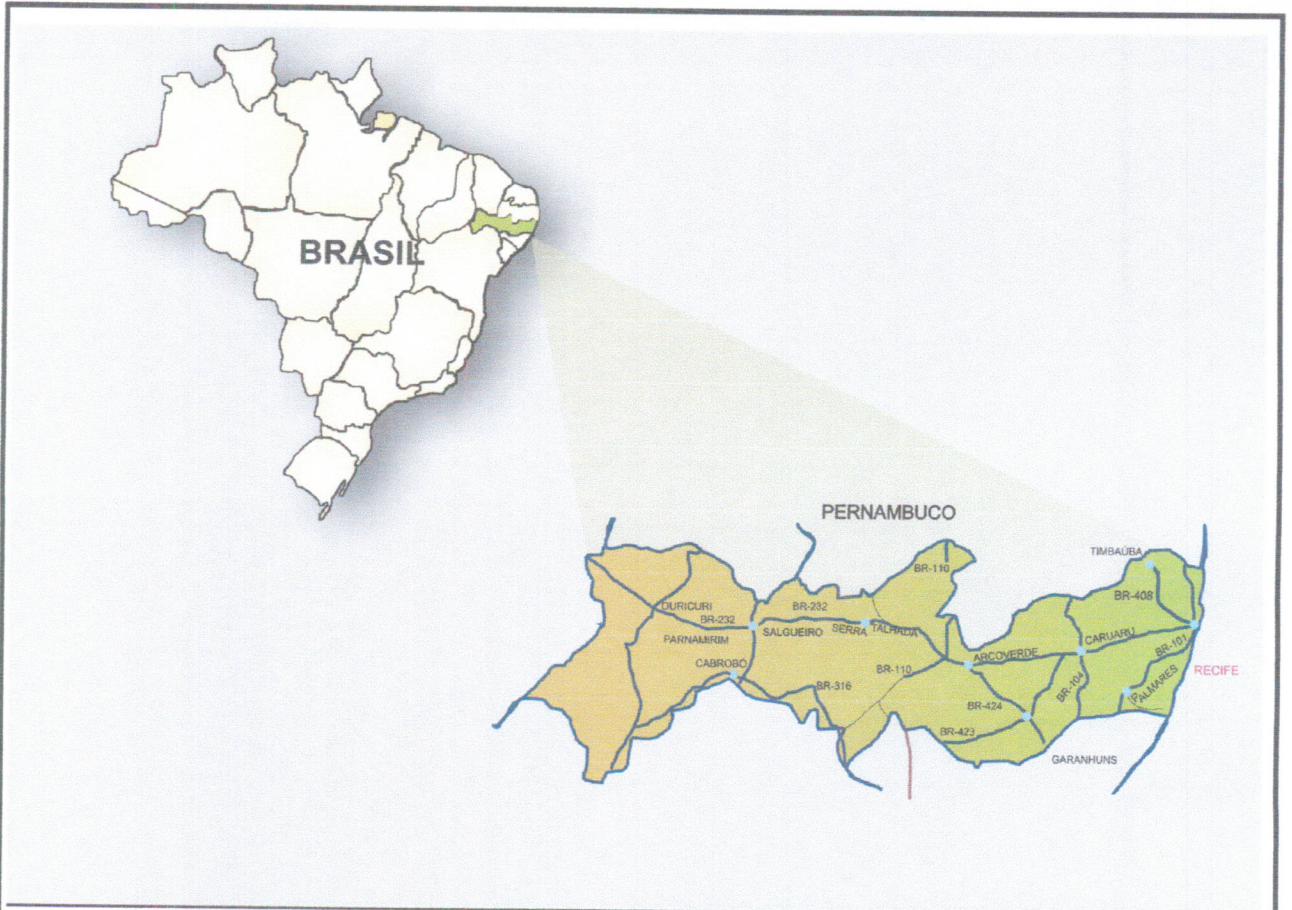 BRASIL
PERNAMBUCO
TIMBAÚBA
BR-110
BR-408
OURICURI
BR-232
BR-232
SERRA TALHADA
CARUARU
BR-101
PARNAMIRIM
SALGUEIRO
ARCOVERDE
CABROBÓ
BR-110
RECIFE
BR-316
BR-104
PALMARES
BR-424
BR-423
GARANHUNS